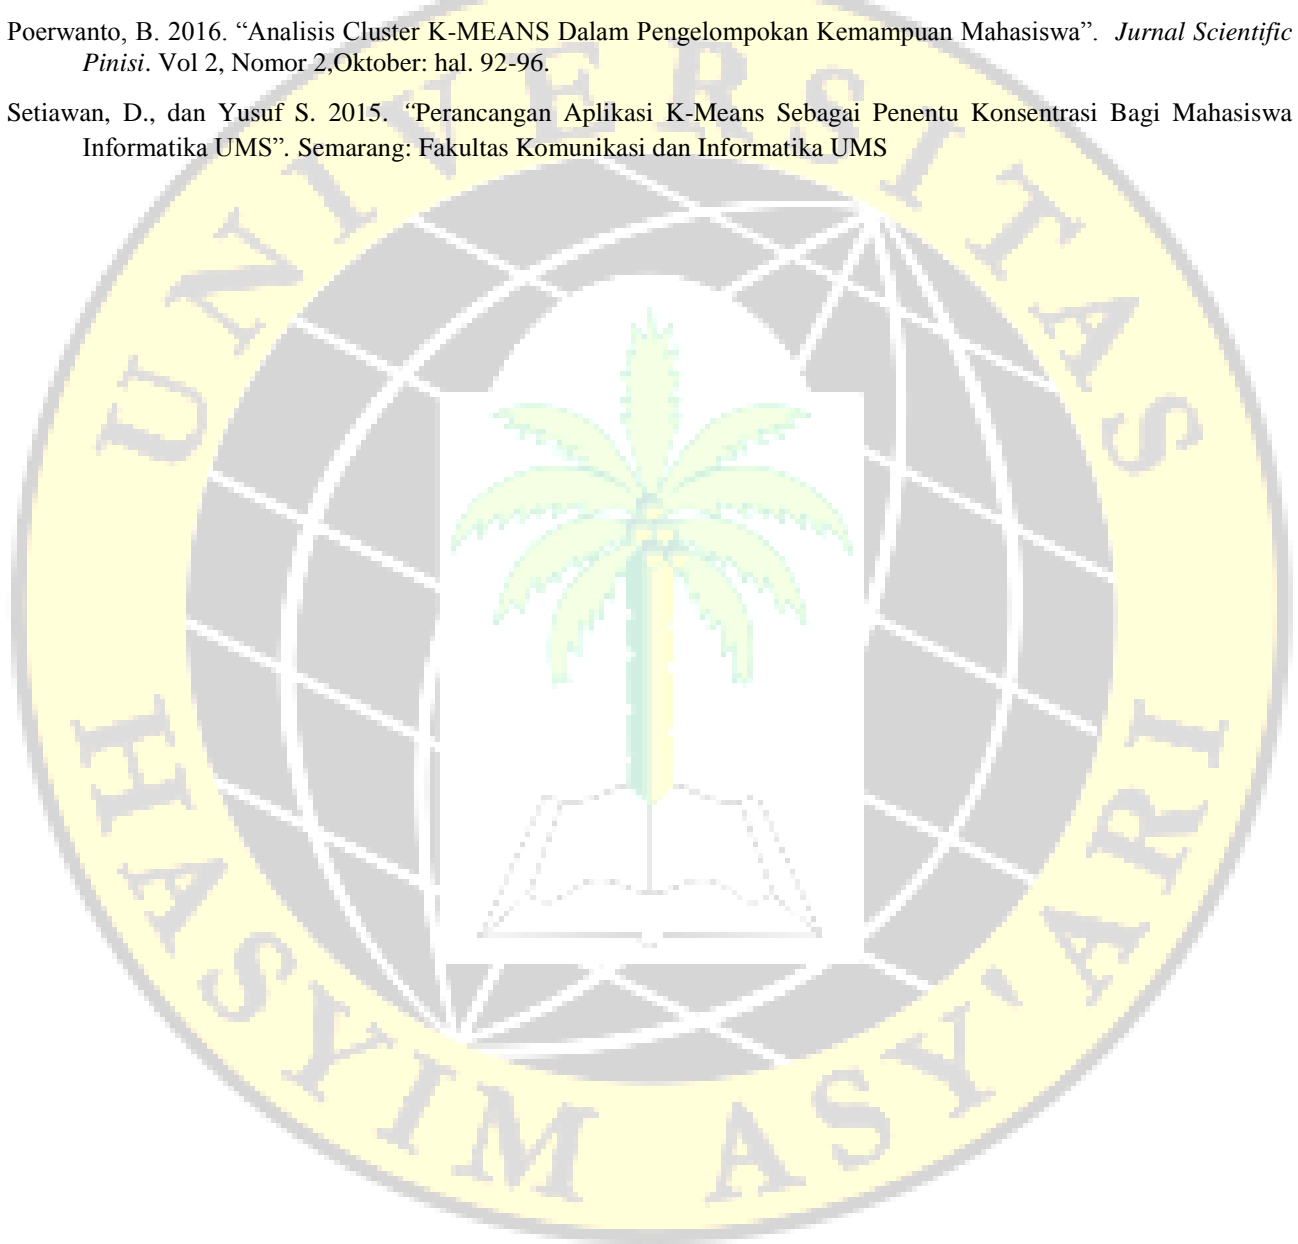 Poerwanto, B. 2016. “Analisis Cluster K-MEANS Dalam Pengelompokan Kemampuan Mahasiswa”. Jurnal Scientific
Pinisi. Vol 2, Nomor 2,Oktober: hal. 92-96.
Setiawan, D., dan Yusuf S. 2015. “Perancangan Aplikasi K-Means Sebagai Penentu Konsentrasi Bagi Mahasiswa
Informatika UMS”. Semarang: Fakultas Komunikasi dan Informatika UMS
UNIVERSITAS
HASYIM ASY'ARI